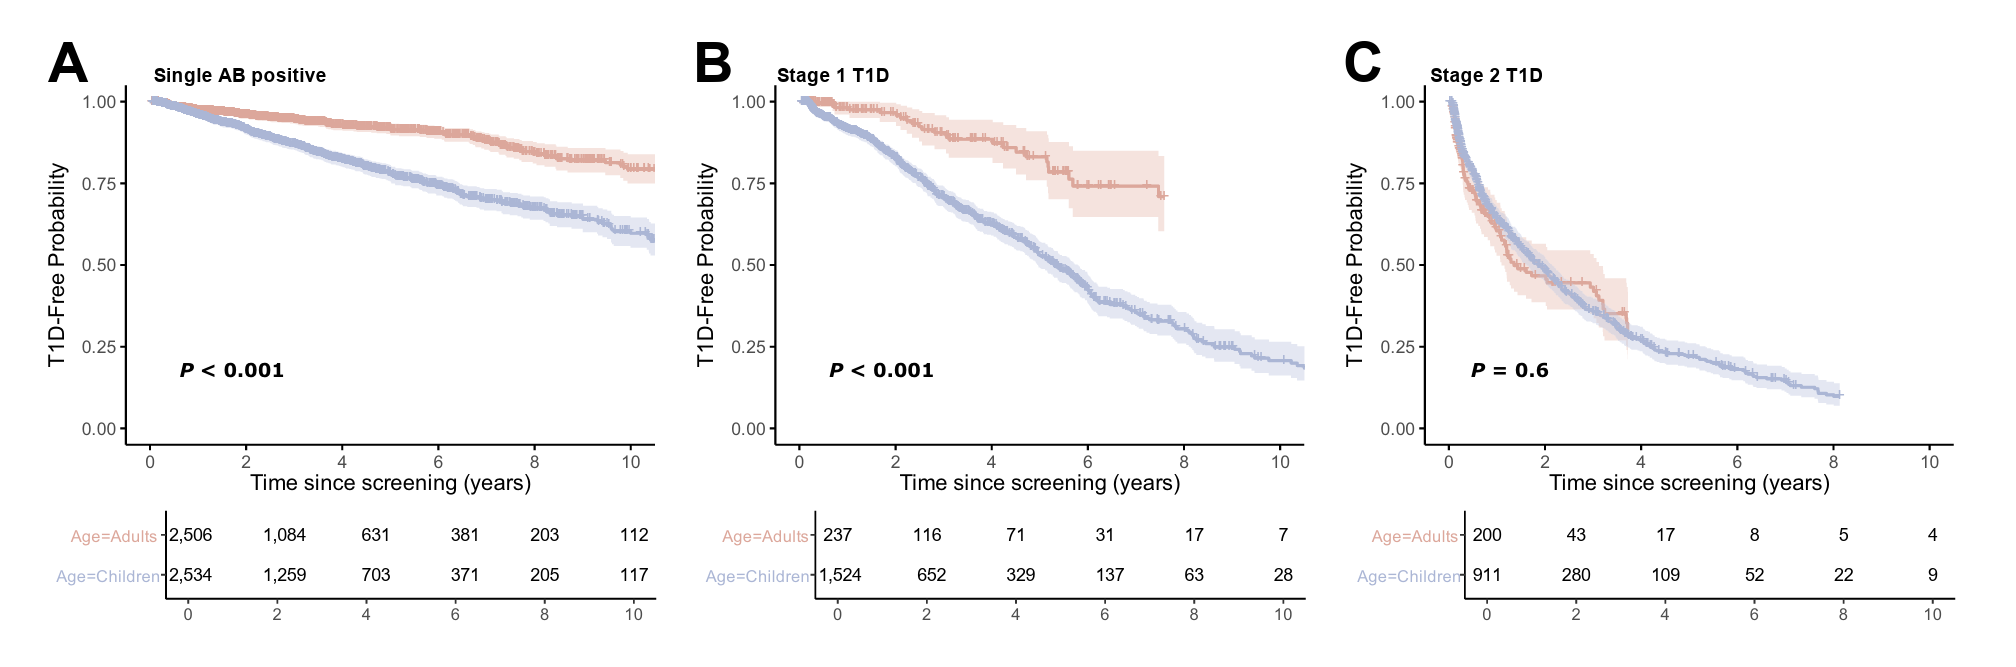 A
Single AB positive
T1D-Free Probability
1.00
0.75
0.50
0.25
0.00
P < 0.001
0 2 4 6 8 10
Time since screening (years)
Age=Adults 2,506 1,084 631 381 203 112
Age=Children 2,534 1,259 703 371 205 117
0 2 4 6 8 10
B
Stage 1 T1D
T1D-Free Probability
1.00
0.75
0.50
0.25
0.00
P < 0.001
0 2 4 6 8 10
Time since screening (years)
Age=Adults 237 116 71 31 17 7
Age=Children 1,524 652 329 137 63 28
0 2 4 6 8 10
C
Stage 2 T1D
T1D-Free Probability
1.00
0.75
0.50
0.25
0.00
P = 0.6
0 2 4 6 8 10
Time since screening (years)
Age=Adults 200 43 17 8 5 4
Age=Children 911 280 109 52 22 9
0 2 4 6 8 10